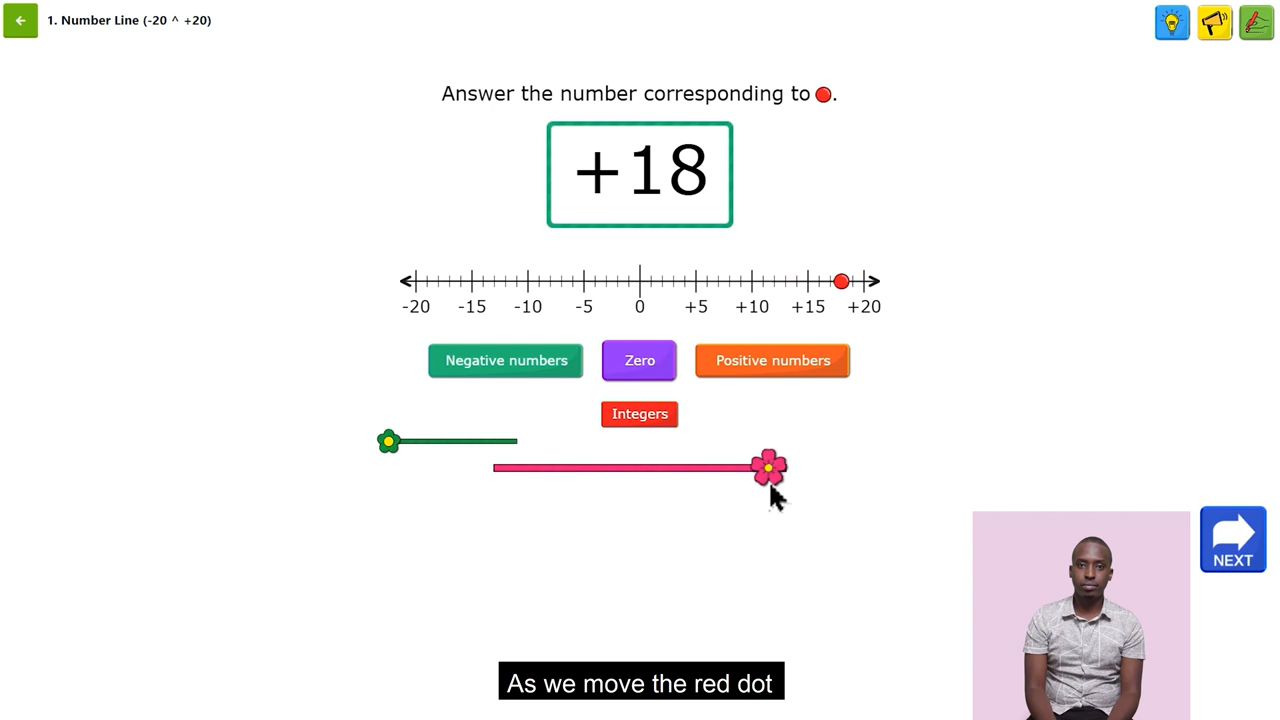 1. Number Line (-20 ^ +20)
Answer the number corresponding to .
+18
-20 -15 -10 -5 0 +5 +10 +15 +20
Negative numbers Zero Positive numbers
Integers
NEXT
As we move the red dot